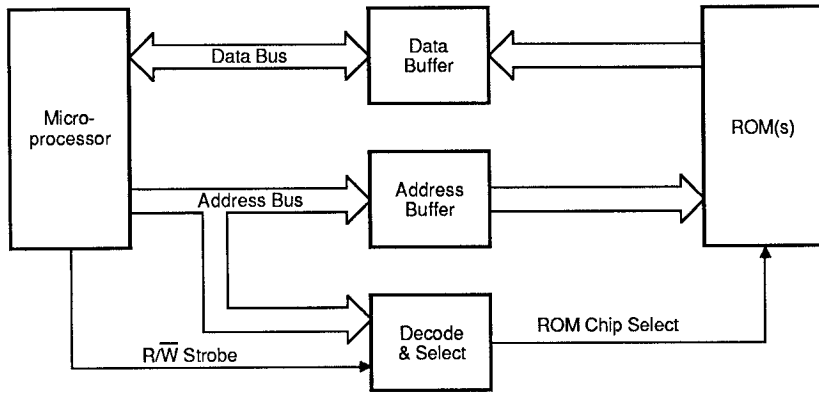 Micro-
processor
Data Bus
Data
Buffer
ROM(s)
Address Bus
Address
Buffer
R/W̅ Strobe
Decode
& Select
ROM Chip Select